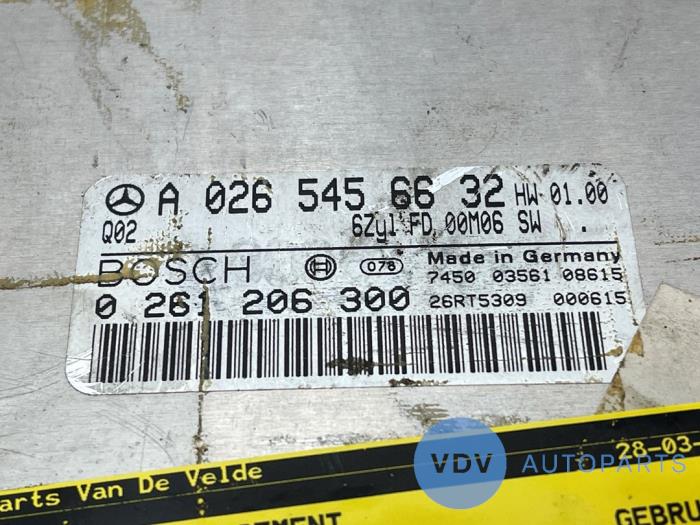 A 026 545 66 32 HW 01.00
Q02 6Zyl FD 00M06 SW .
BOSCH 078 Made in Germany
7450 03561 08615
0 261 206 300 26RT5309 000615
arts Van De Velde 28-03-
VDV AUTOPARTS
EMENT GEBRU